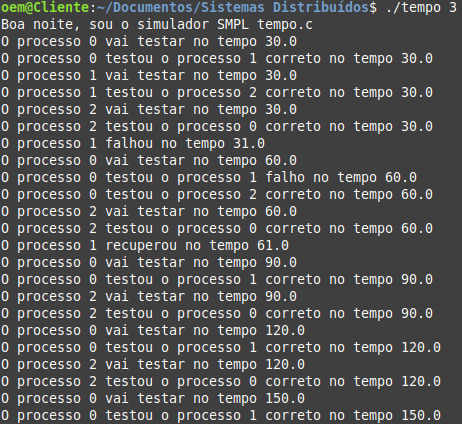 oem@Cliente:~/Documentos/Sistemas Distribuídos$ ./tempo 3
Boa noite, sou o simulador SMPL tempo.c
O processo 0 vai testar no tempo 30.0
O processo 0 testou o processo 1 correto no tempo 30.0
O processo 1 vai testar no tempo 30.0
O processo 1 testou o processo 2 correto no tempo 30.0
O processo 2 vai testar no tempo 30.0
O processo 2 testou o processo 0 correto no tempo 30.0
O processo 1 falhou no tempo 31.0
O processo 0 vai testar no tempo 60.0
O processo 0 testou o processo 1 falho no tempo 60.0
O processo 0 testou o processo 2 correto no tempo 60.0
O processo 2 vai testar no tempo 60.0
O processo 2 testou o processo 0 correto no tempo 60.0
O processo 1 recuperou no tempo 61.0
O processo 0 vai testar no tempo 90.0
O processo 0 testou o processo 1 correto no tempo 90.0
O processo 2 vai testar no tempo 90.0
O processo 2 testou o processo 0 correto no tempo 90.0
O processo 0 vai testar no tempo 120.0
O processo 0 testou o processo 1 correto no tempo 120.0
O processo 2 vai testar no tempo 120.0
O processo 2 testou o processo 0 correto no tempo 120.0
O processo 0 vai testar no tempo 150.0
O processo 0 testou o processo 1 correto no tempo 150.0